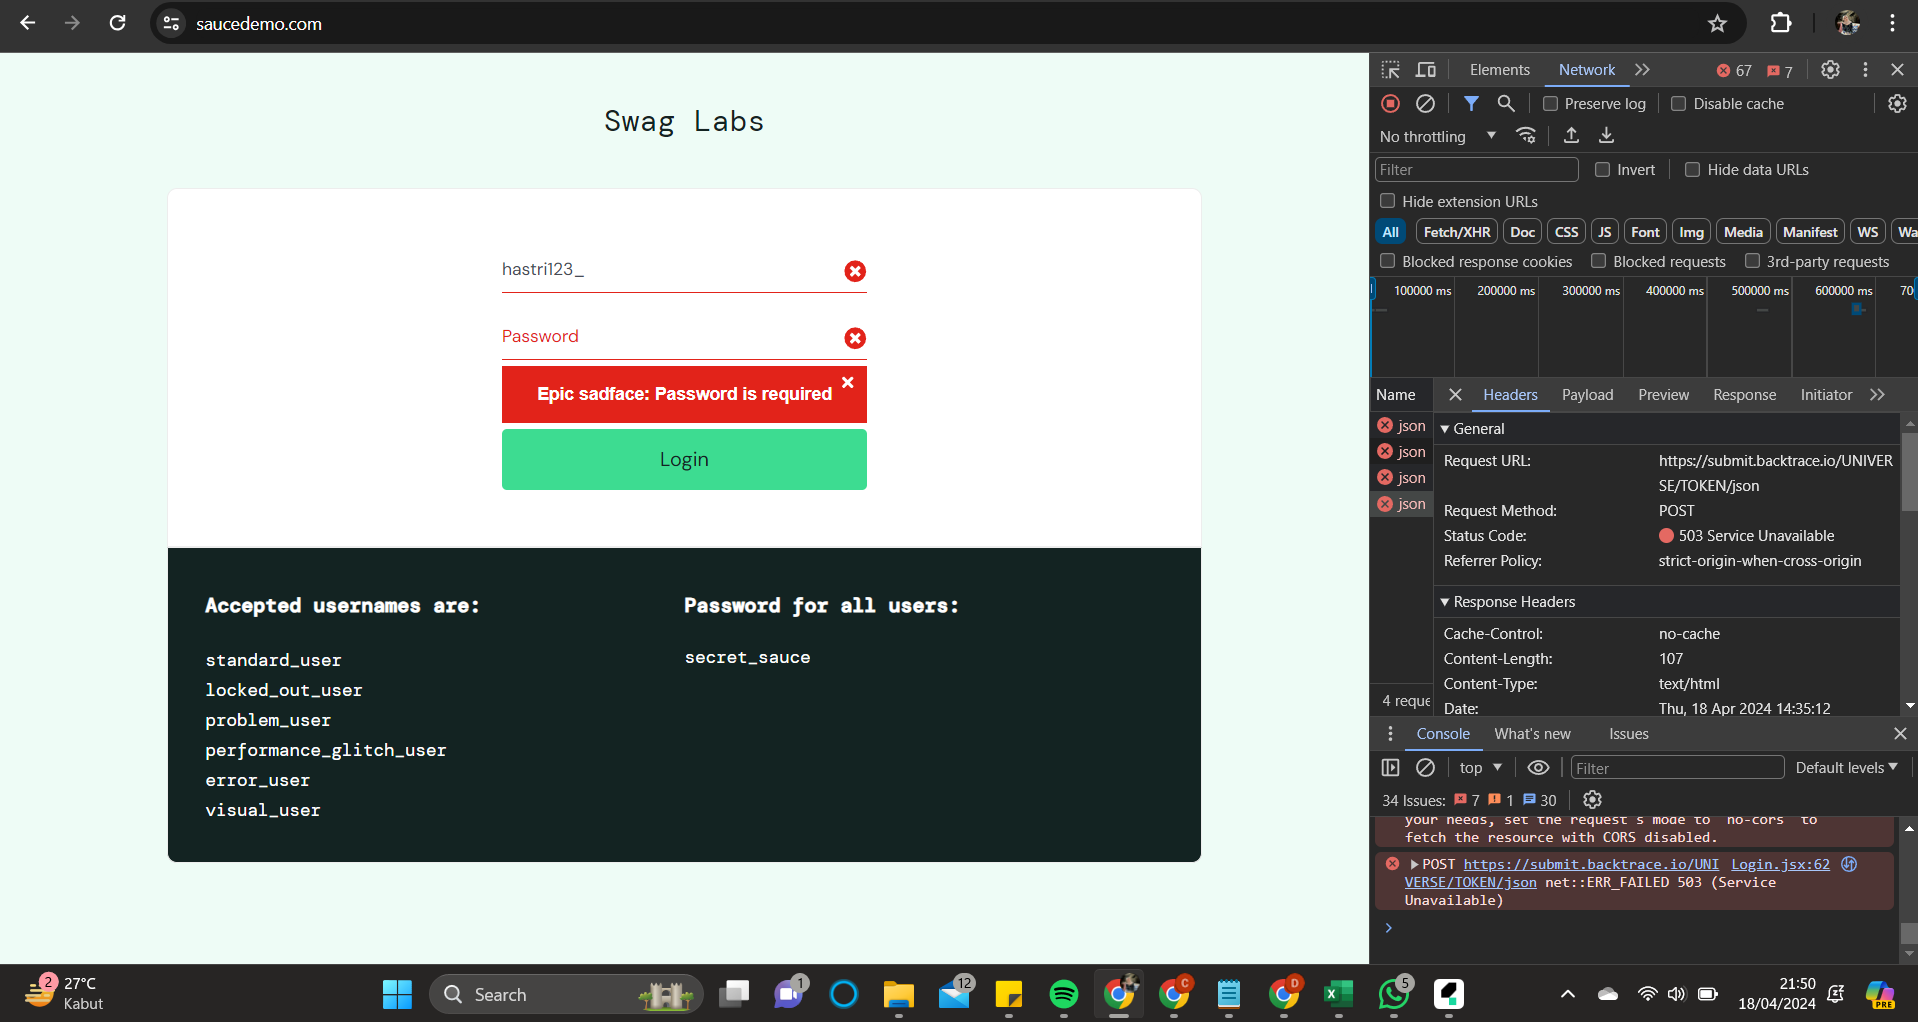 saucedemo.com
Swag Labs
hastri123_
Password
Epic sadface: Password is required
Login
Accepted usernames are:
standard_user
locked_out_user
problem_user
performance_glitch_user
error_user
visual_user
Password for all users:
secret_sauce
Elements Network 67 7
Preserve log Disable cache
No throttling
Filter Invert Hide data URLs
Hide extension URLs
All Fetch/XHR Doc CSS JS Font Img Media Manifest WS Wa
Blocked response cookies Blocked requests 3rd-party requests
100000 ms 200000 ms 300000 ms 400000 ms 500000 ms 600000 ms 70
Name Headers Payload Preview Response Initiator
json
json
json
json
4 reque
General
Request URL: https://submit.backtrace.io/UNIVER
SE/TOKEN/json
Request Method: POST
Status Code: 503 Service Unavailable
Referrer Policy: strict-origin-when-cross-origin
Response Headers
Cache-Control: no-cache
Content-Length: 107
Content-Type: text/html
Date: Thu, 18 Apr 2024 14:35:12
Console What's new Issues
top Filter Default levels
34 Issues: 7 1 30
your needs, set the request's mode to 'no-cors' to
fetch the resource with CORS disabled.
POST https://submit.backtrace.io/UNI Login.jsx:62
VERSE/TOKEN/json net::ERR_FAILED 503 (Service
Unavailable)
2 27°C
Kabut
Search
1
12
C
D
5
21:50
18/04/2024
PRE